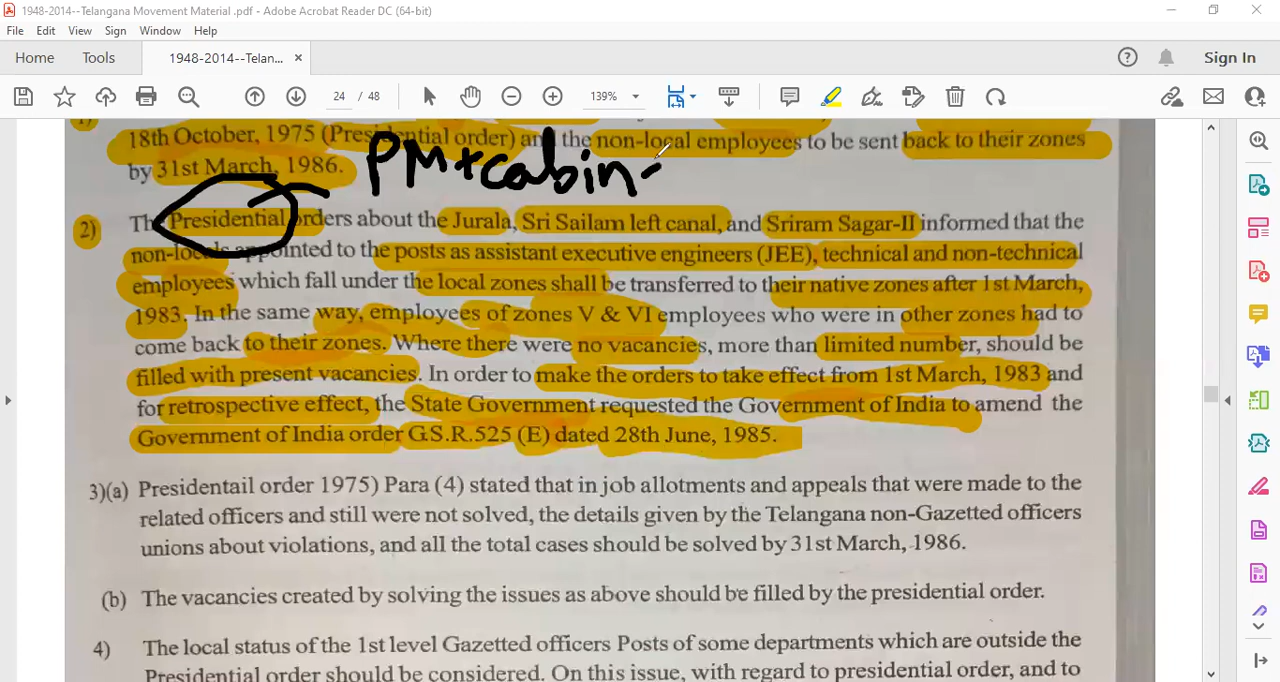 1948-2014--Telangana Movement Material .pdf - Adobe Acrobat Reader DC (64-bit)
File Edit View Sign Window Help
Home Tools 1948-2014--Telan... × Sign In
24 / 48 139%
1)
18th October, 1975 (Presidential order) and the non-local employees to be sent back to their zones
by 31st March, 1986.
PM+cabin-
2) The Presidential orders about the Jurala, Sri Sailam left canal, and Sriram Sagar-II informed that the
non-locals appointed to the posts as assistant executive engineers (JEE), technical and non-technical
employees which fall under the local zones shall be transferred to their native zones after 1st March,
1983. In the same way, employees of zones V & VI employees who were in other zones had to
come back to their zones. Where there were no vacancies, more than limited number, should be
filled with present vacancies. In order to make the orders to take effect from 1st March, 1983 and
for retrospective effect, the State Government requested the Government of India to amend the
Government of India order G.S.R.525 (E) dated 28th June, 1985.
3)(a) Presidentail order 1975) Para (4) stated that in job allotments and appeals that were made to the
related officers and still were not solved, the details given by the Telangana non-Gazetted officers
unions about violations, and all the total cases should be solved by 31st March, 1986.
(b) The vacancies created by solving the issues as above should be filled by the presidential order.
4) The local status of the 1st level Gazetted officers Posts of some departments which are outside the
Presidential order should be considered. On this issue, with regard to presidential order, and to